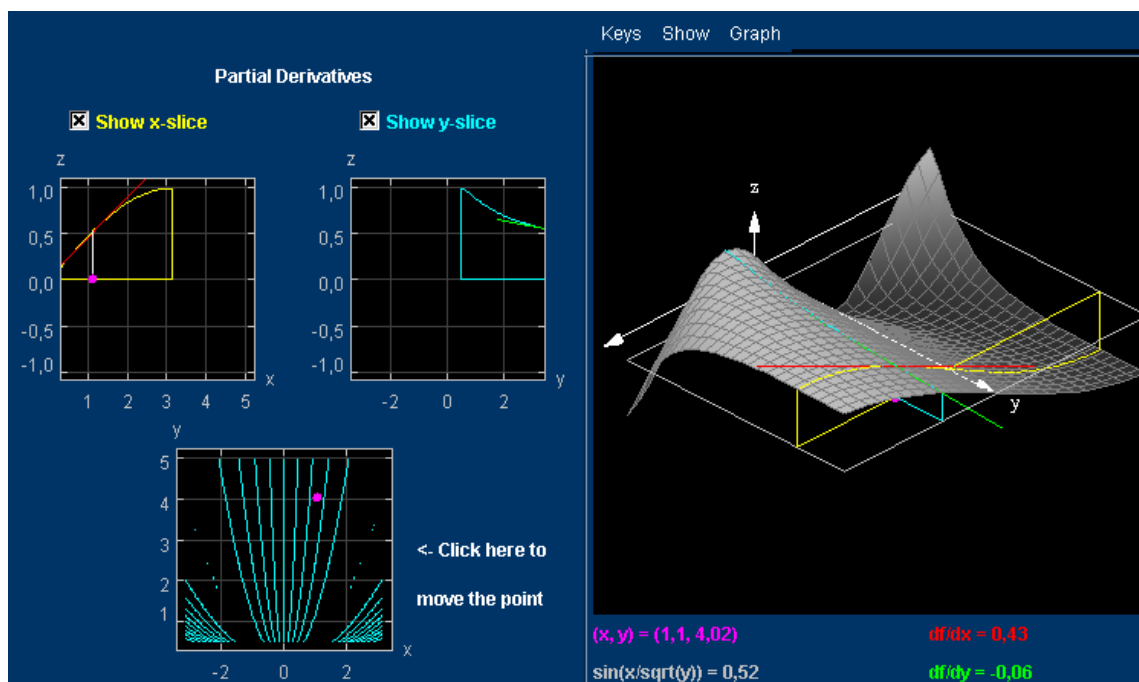 Keys Show Graph
Partial Derivatives
Show x-slice
Show y-slice
z
1,0
0,5
0,0
-0,5
-1,0
1 2 3 4 5
x
z
1,0
0,5
0,0
-0,5
-1,0
-2 0 2
y
y
5
4
3
2
1
-2 0 2
x
<- Click here to
move the point
z
y
(x, y) = (1,1, 4,02)
df/dx = 0,43
sin(x/sqrt(y)) = 0,52
df/dy = -0,06